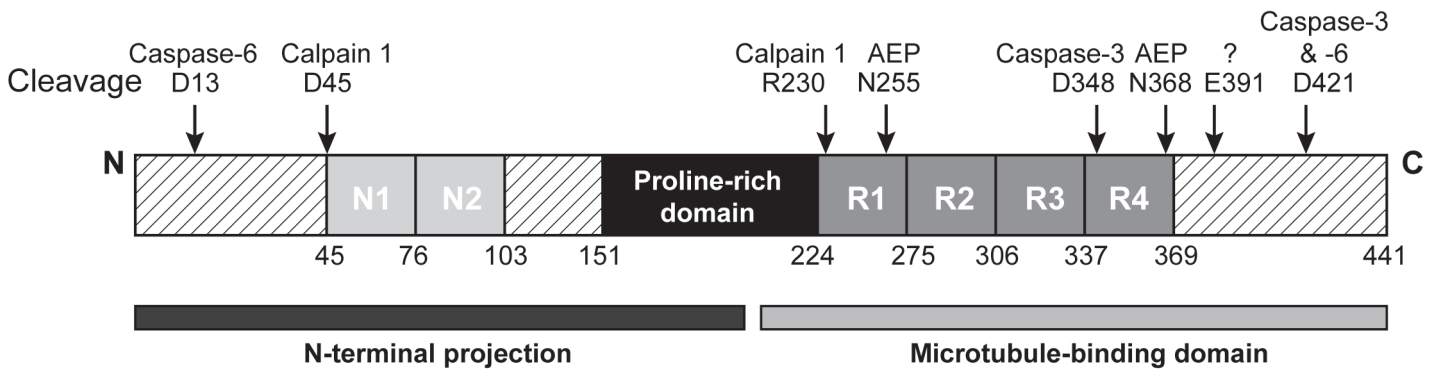 Caspase-3
Caspase-6 Calpain 1 Calpain 1 AEP Caspase-3 AEP ? & -6
Cleavage D13 D45 R230 N255 D348 N368 E391 D421
N C
N1 N2 Proline-rich R1 R2 R3 R4
domain
45 76 103 151 224 275 306 337 369 441
N-terminal projection Microtubule-binding domain